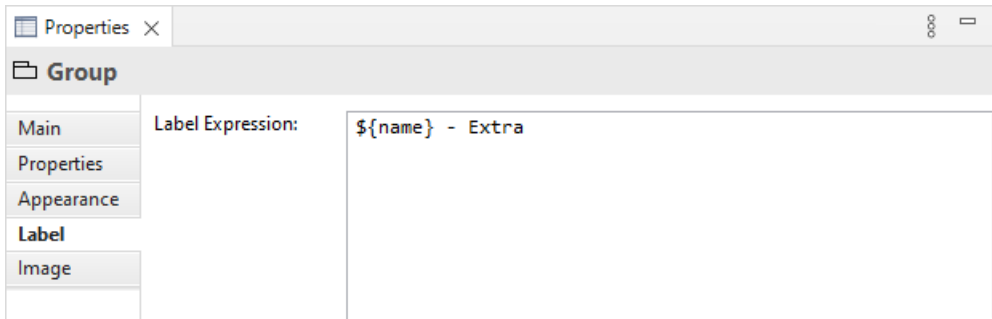 Properties
Group
Main
Label Expression:
${name} - Extra
Properties
Appearance
Label
Image